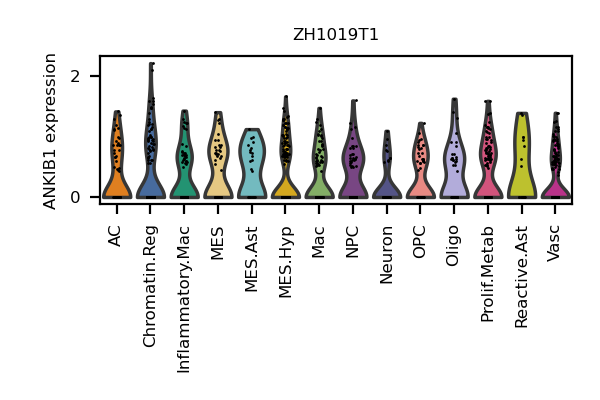 ZH1019T1
ANKIB1 expression
2
0
AC
Chromatin.Reg
Inflammatory.Mac
MES
MES.Ast
MES.Hyp
Mac
NPC
Neuron
OPC
Oligo
Prolif.Metab
Reactive.Ast
Vasc